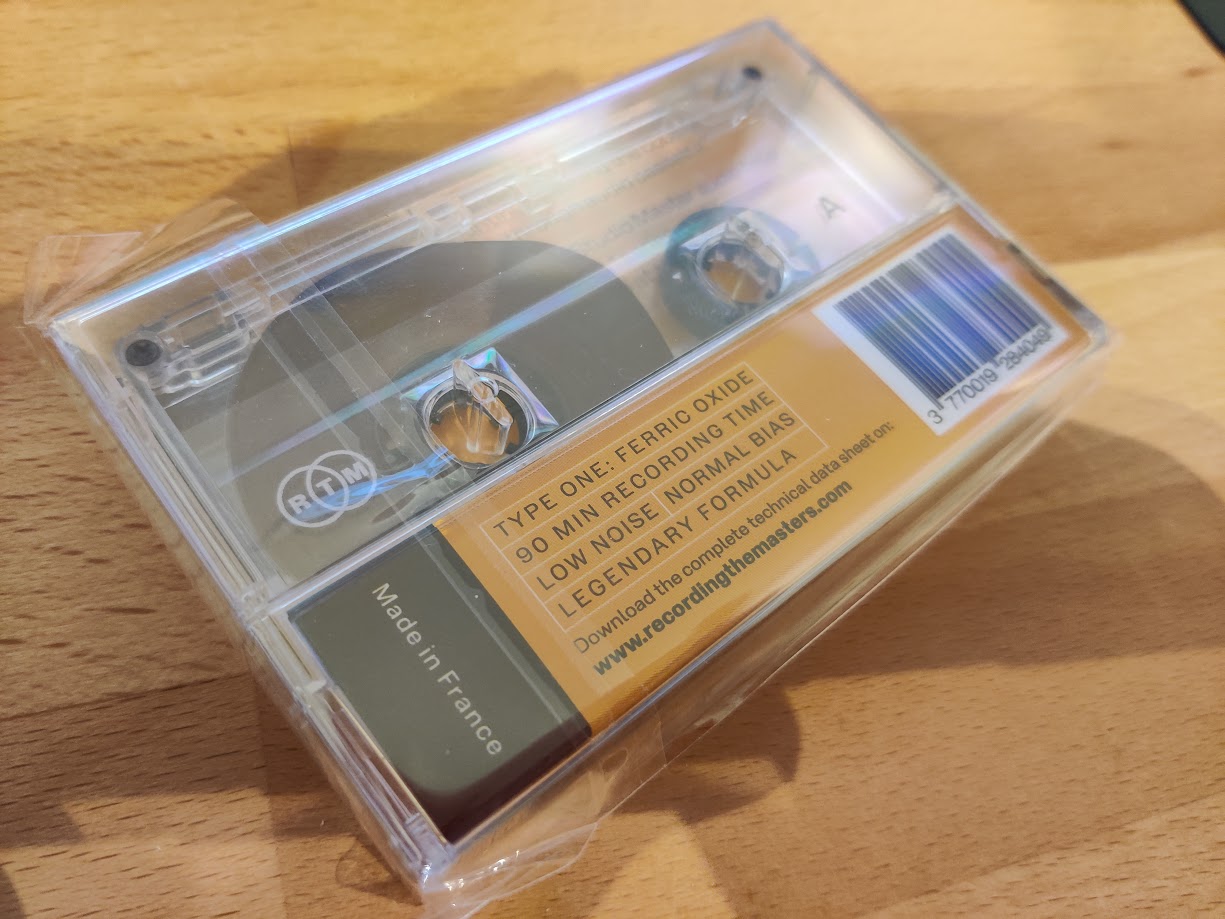 A
RTM
TYPE ONE: FERRIC OXIDE
90 MIN RECORDING TIME
LOW NOISE NORMAL BIAS
LEGENDARY FORMULA
Download the complete technical data sheet on:
www.recordingthemasters.com
3 770019 284049
Made in France